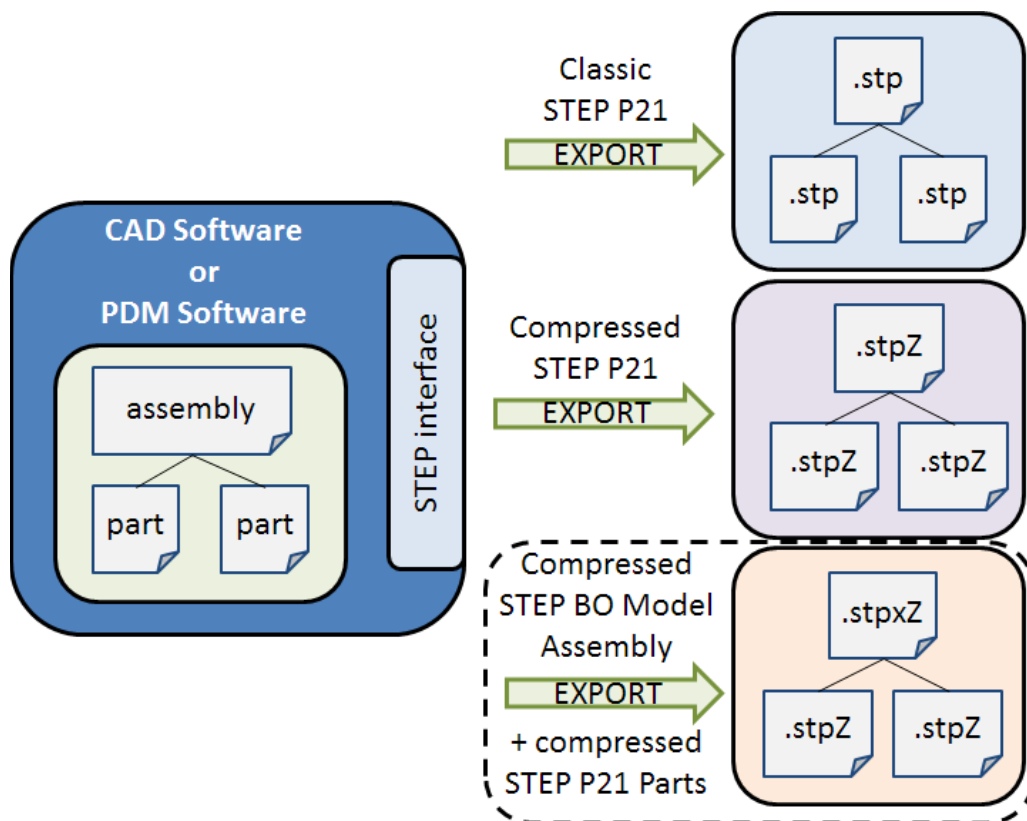 CAD Software
or
PDM Software
assembly
part
part
STEP interface
Classic
STEP P21
EXPORT
.stp
.stp
.stp
Compressed
STEP P21
EXPORT
.stpZ
.stpZ
.stpZ
Compressed
STEP BO Model
Assembly
EXPORT
+ compressed
STEP P21 Parts
.stpxZ
.stpZ
.stpZ